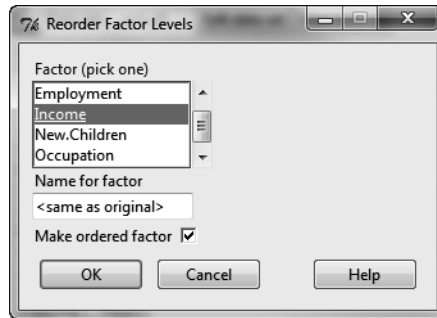 Reorder Factor Levels
Factor (pick one)
Employment
Income
New.Children
Occupation
Name for factor
<same as original>
Make ordered factor
OK
Cancel
Help